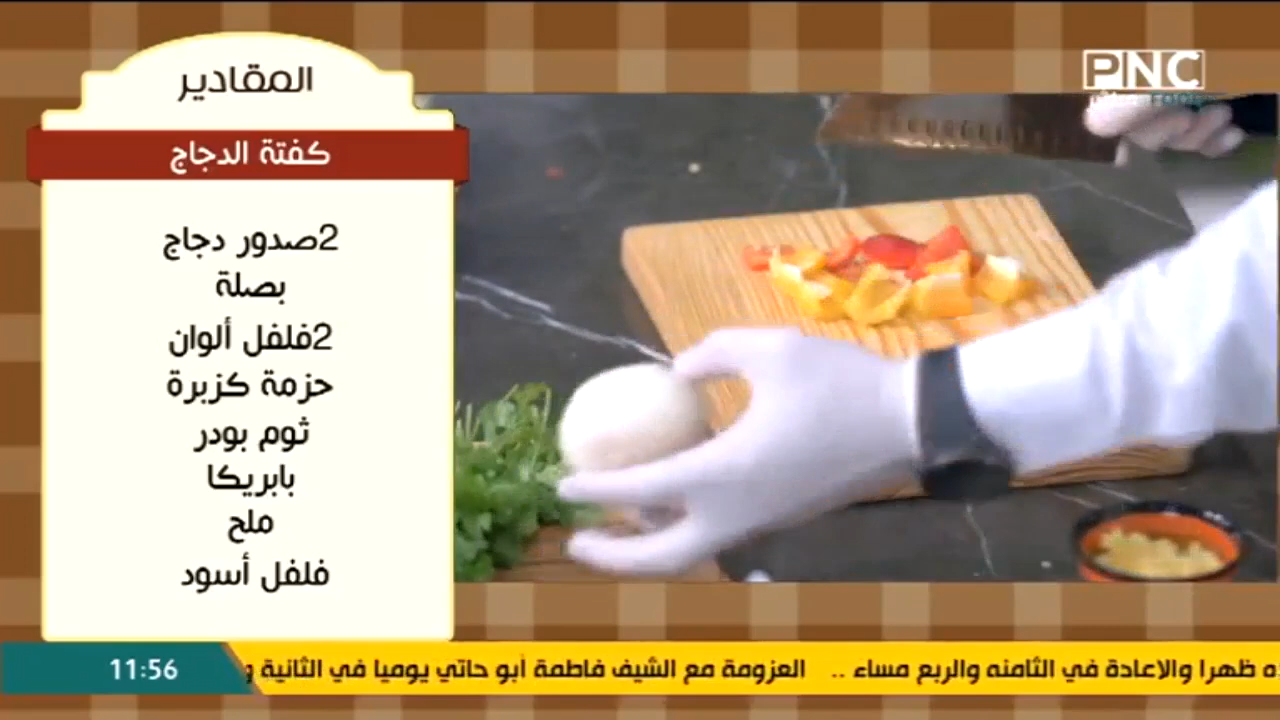 المقادير
كفتة الدجاج
2صدور دجاج
بصلة
2فلفل ألوان
حزمة كزبرة
ثوم بودر
بابريكا
ملح
فلفل أسود
PNC
مباشر
ظهرا والاعادة في الثامنه والربع مساء .. العزومة مع الشيف فاطمة أبو حاتي يوميا في الثانية
11:56